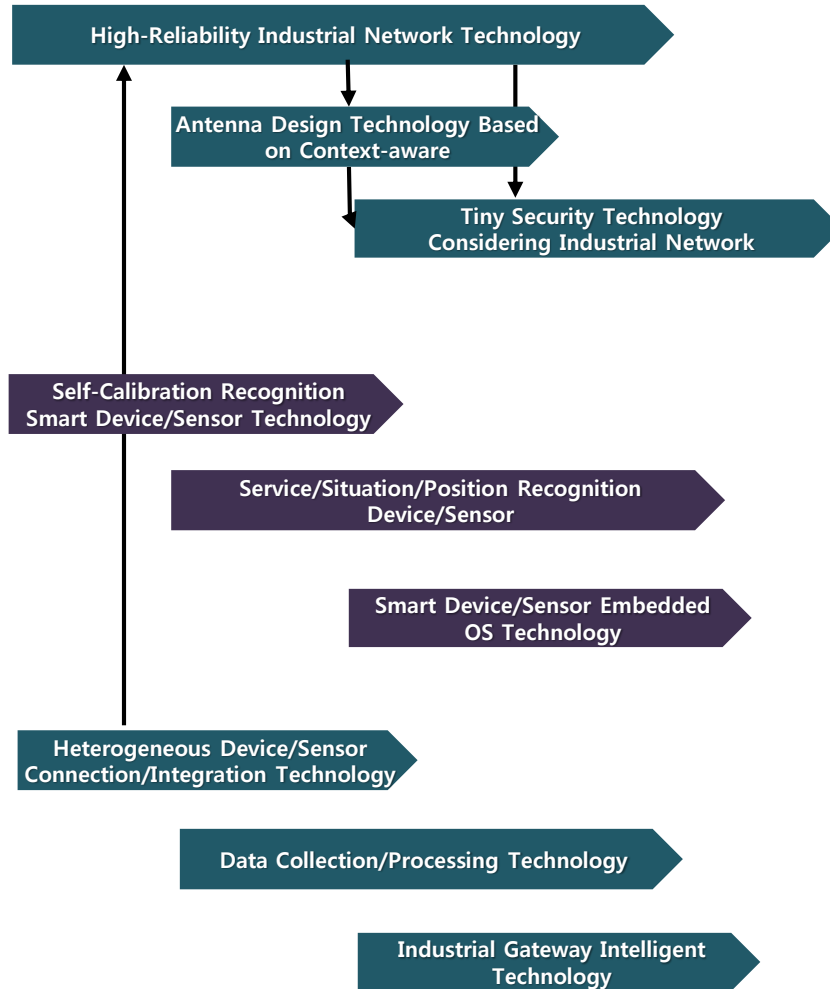 High-Reliability Industrial Network Technology
Antenna Design Technology Based
on Context-aware
Tiny Security Technology
Considering Industrial Network
Self-Calibration Recognition
Smart Device/Sensor Technology
Service/Situation/Position Recognition
Device/Sensor
Smart Device/Sensor Embedded
OS Technology
Heterogeneous Device/Sensor
Connection/Integration Technology
Data Collection/Processing Technology
Industrial Gateway Intelligent
Technology